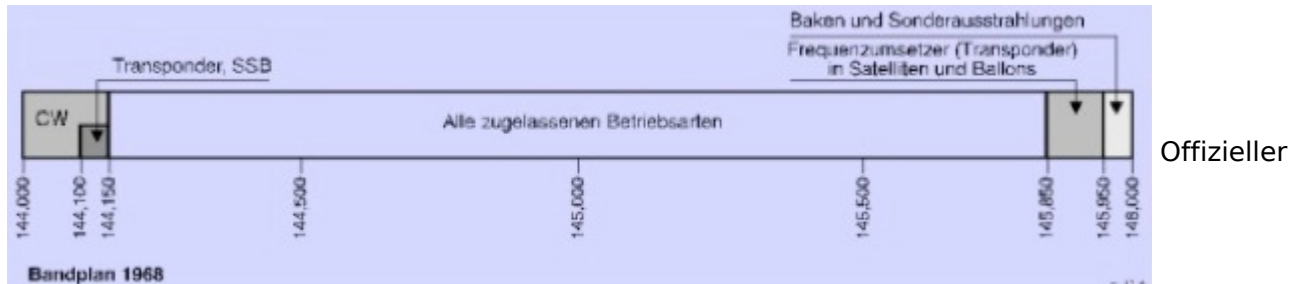 Baken und Sonderausstrahlungen
Frequenzumsetzer (Transponder)
in Satelliten und Ballons
Transponder, SSB
CW
Alle zugelassenen Betriebsarten
Offizieller
144,000
144,100
144,150
144,500
145,000
145,500
145,850
145,950
146,000
Bandplan 1968